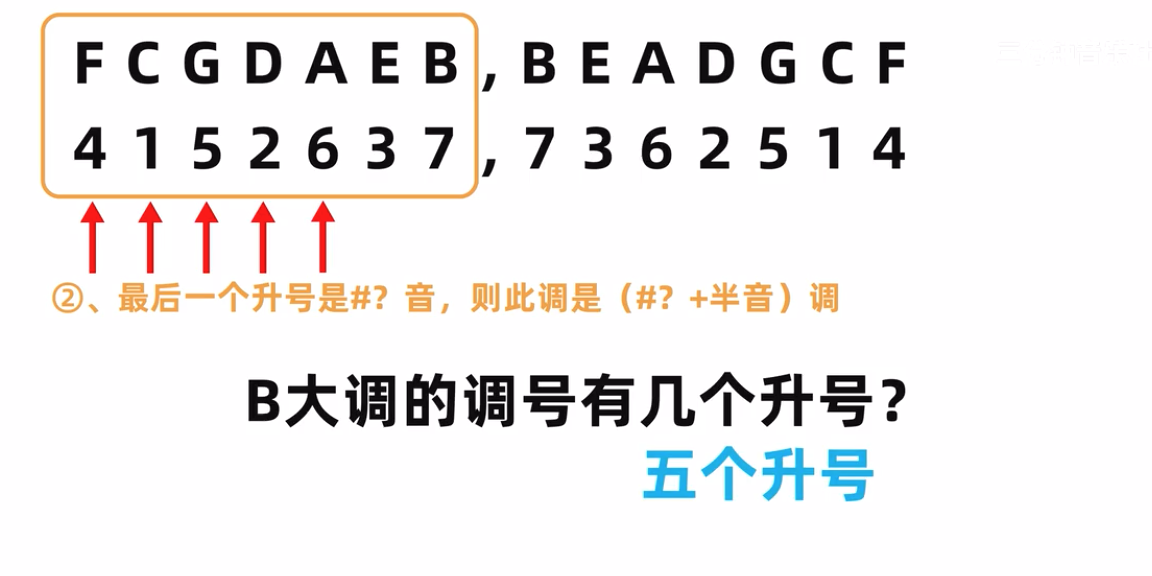 F C G D A E B , B E A D G C F
4 1 5 2 6 3 7 , 7 3 6 2 5 1 4
②、最后一个升号是#? 音，则此调是（#? +半音）调
B大调的调号有几个升号?
五个升号